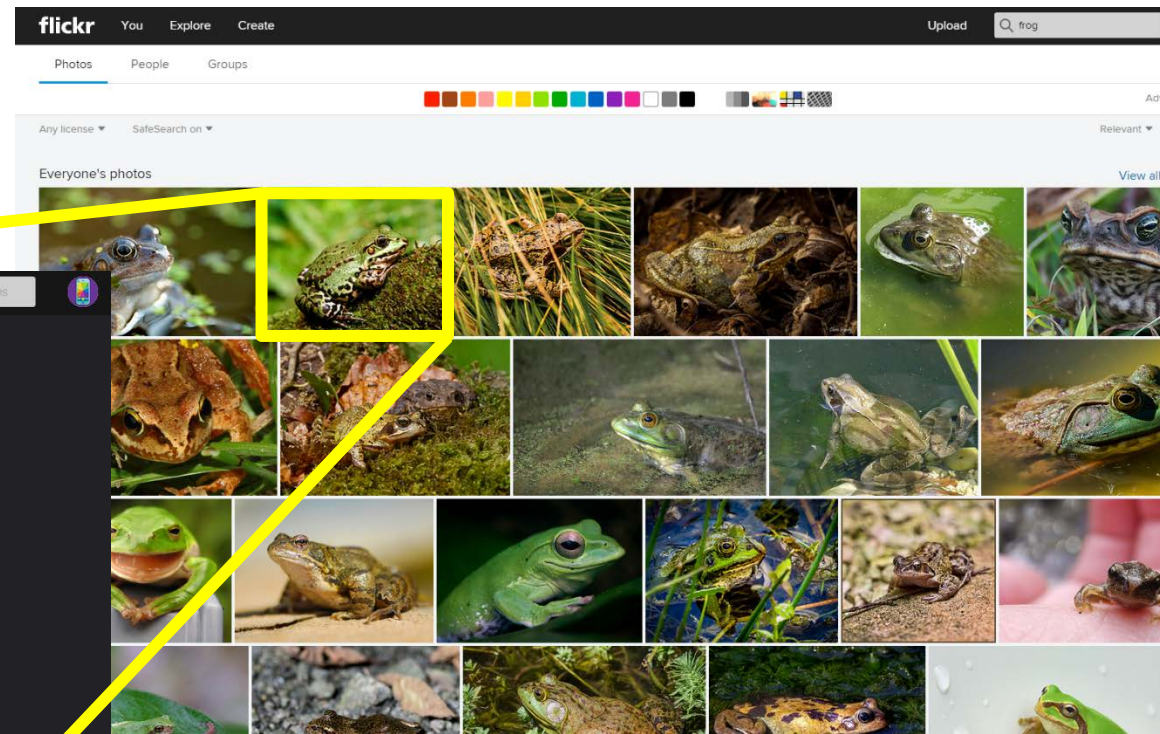 flickr You Explore Create Upload frog
Photos People Groups
Any license SafeSearch on Relevant
Everyone's photos View all